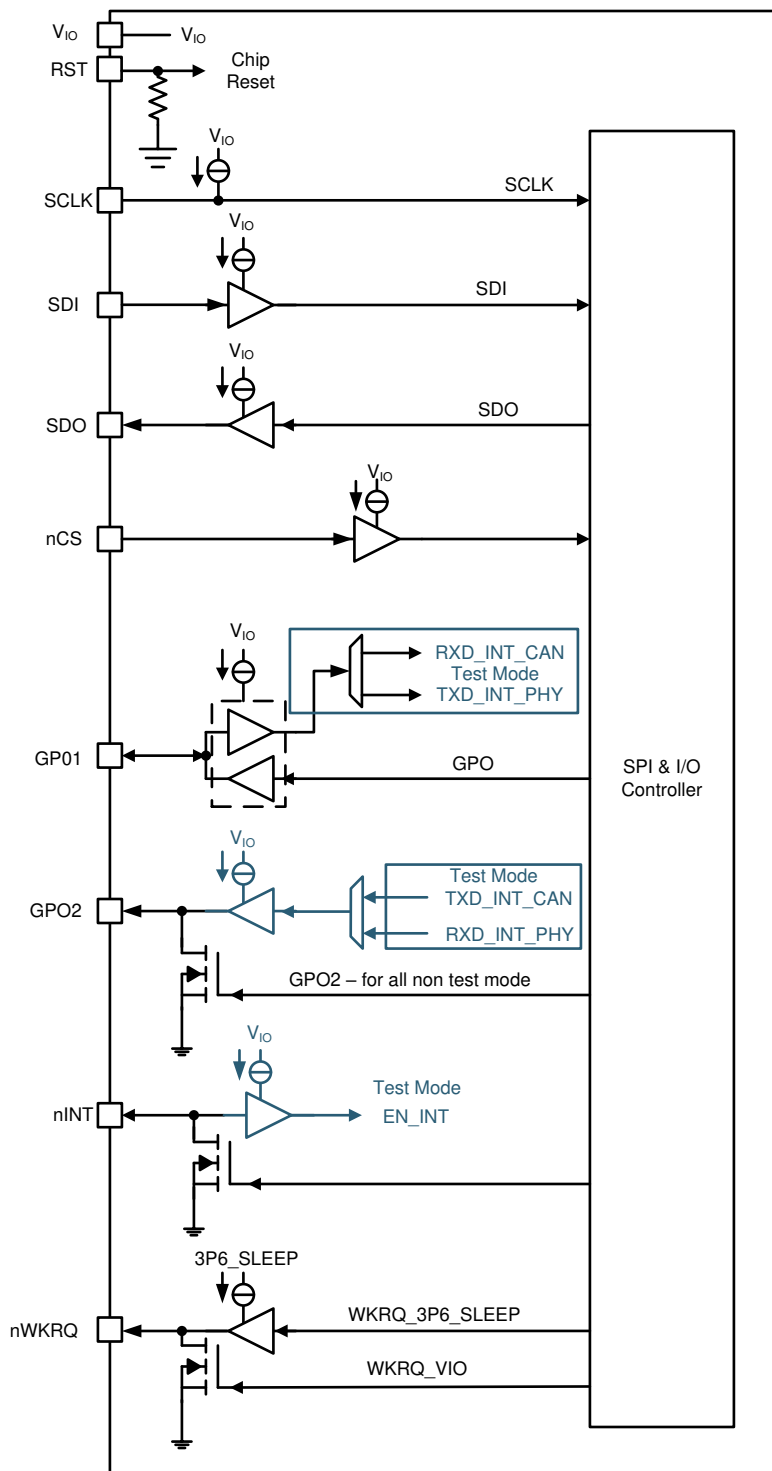 VIO
VIO
RST
Chip
Reset
VIO
SCLK
SCLK
VIO
SDI
SDI
VIO
SDO
SDO
VIO
nCS
VIO
RXD_INT_CAN
Test Mode
TXD_INT_PHY
GP01
GPO
SPI & I/O
Controller
VIO
Test Mode
TXD_INT_CAN
GPO2
RXD_INT_PHY
GPO2 – for all non test mode
VIO
Test Mode
nINT
EN_INT
3P6_SLEEP
nWKRQ
WKRQ_3P6_SLEEP
WKRQ_VIO